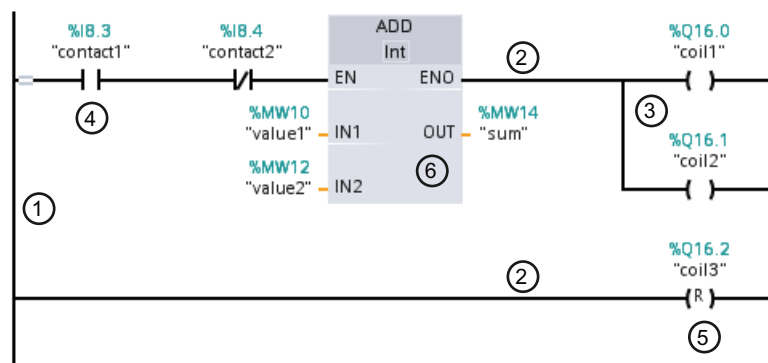 %I8.3 %I8.4 ADD %Q16.0
"contact1" "contact2" Int 2 "coil1"
EN ENO
4 3
%MW10 %MW14 %Q16.1
"value1" IN1 OUT "sum" "coil2"
%MW12 6
"value2" IN2
1
%Q16.2
2 "coil3"
R
5